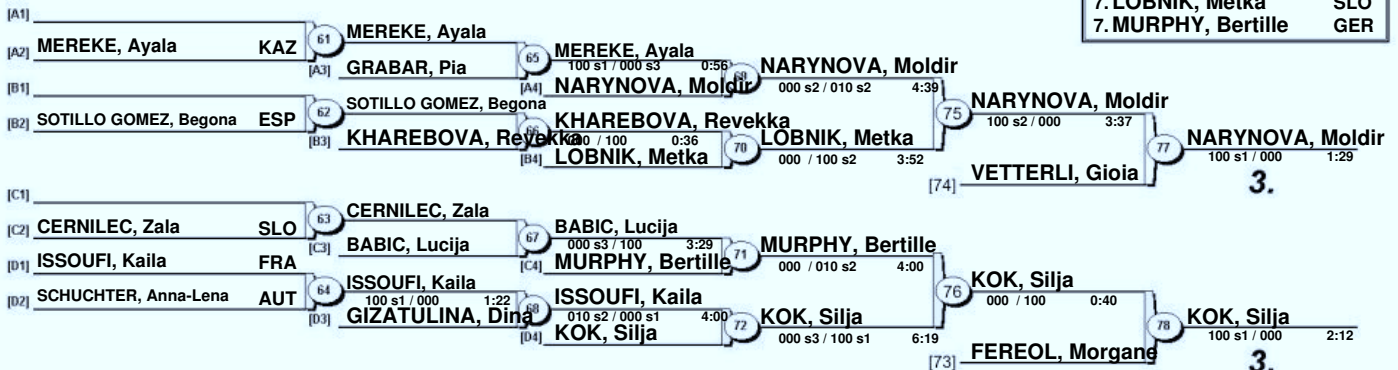 7. LOBNIK, Metka SLO
7. MURPHY, Bertille GER
[A1]
[A2] MEREKE, Ayala KAZ
61 MEREKE, Ayala
[A3] GRABAR, Pia
65 MEREKE, Ayala
100 s1 / 000 s3 0:56
[A4] NARYNOVA, Moldir
69 NARYNOVA, Moldir
000 s2 / 010 s2 4:39
[B1]
[B2] SOTILLO GOMEZ, Begona ESP
62 SOTILLO GOMEZ, Begona
[B3] KHAREBOVA, Revekka
66 KHAREBOVA, Revekka
000 / 100 0:36
[B4] LOBNIK, Metka
70 LOBNIK, Metka
000 / 100 s2 3:52
75 NARYNOVA, Moldir
100 s2 / 000 3:37
[74] VETTERLI, Gioia
77 NARYNOVA, Moldir
100 s1 / 000 1:29
3.
[C1]
[C2] CERNILEC, Zala SLO
63 CERNILEC, Zala
[C3] BABIC, Lucija
67 BABIC, Lucija
000 s3 / 100 3:29
[C4] MURPHY, Bertille
71 MURPHY, Bertille
000 / 010 s2 4:00
[D1] ISSOUFI, Kaila FRA
[D2] SCHUCHTER, Anna-Lena AUT
64 ISSOUFI, Kaila
100 s1 / 000 1:22
[D3] GIZATULINA, Dina
68 ISSOUFI, Kaila
010 s2 / 000 s1 4:00
[D4] KOK, Silja
72 KOK, Silja
000 s3 / 100 s1 6:19
76 KOK, Silja
000 / 100 0:40
[73] FEREOL, Morgane
78 KOK, Silja
100 s1 / 000 2:12
3.